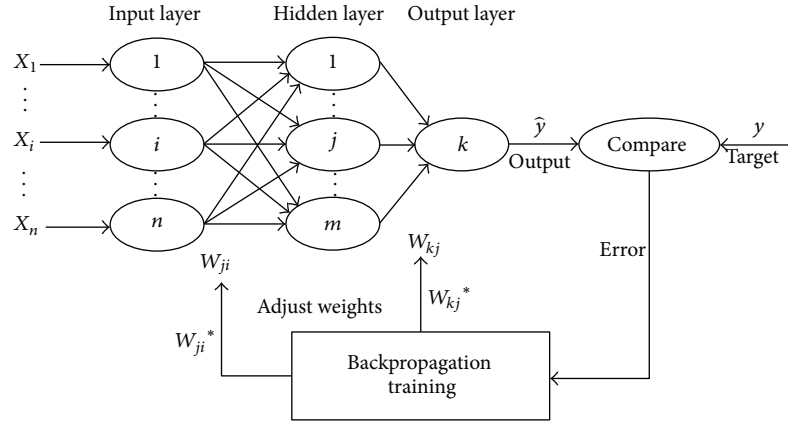 Input layer
Hidden layer
Output layer
X₁
1
1
⋮
⋮
⋮
Xᵢ
i
j
k
ŷ
Output
Compare
y
Target
⋮
⋮
⋮
Xₙ
n
m
Error
Wⱼᵢ
Wₖⱼ
Adjust weights
Wⱼᵢ*
Wₖⱼ*
Backpropagation
training